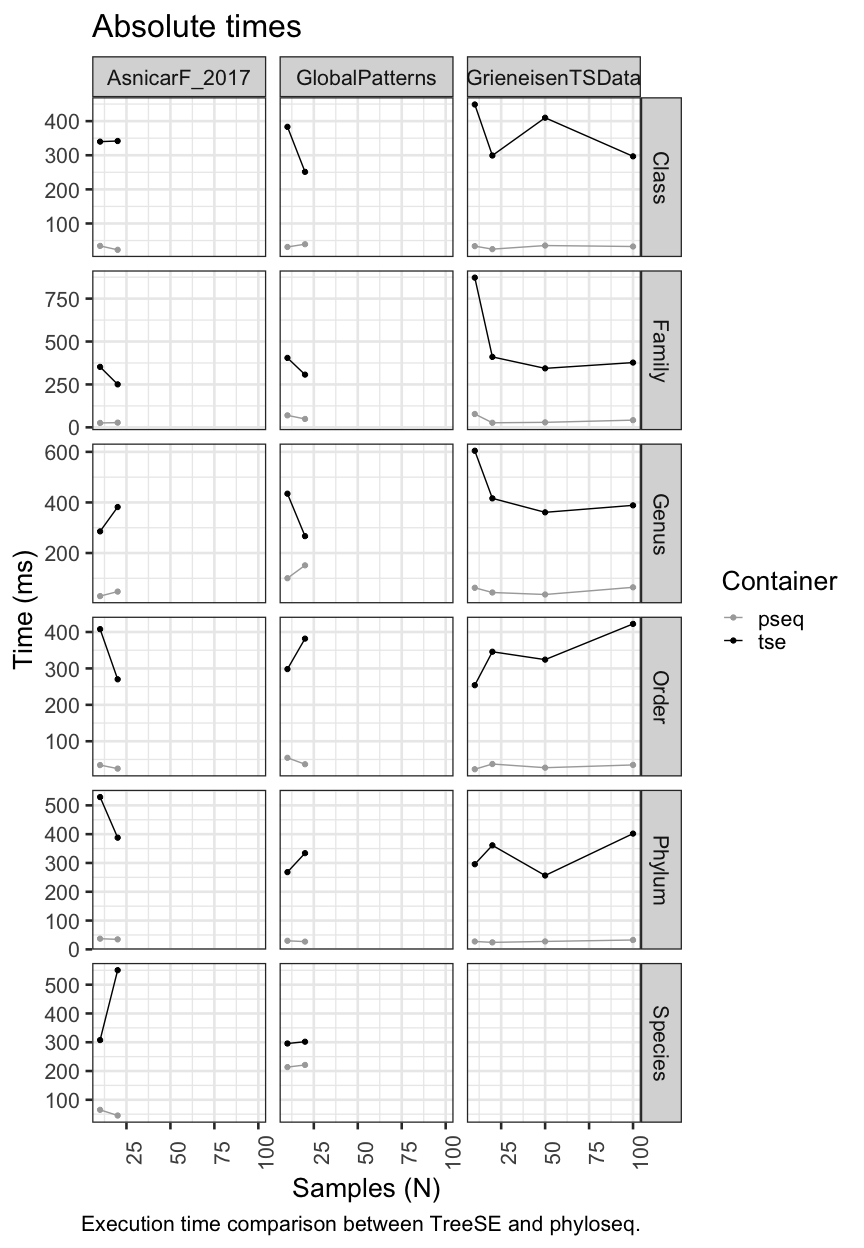 Absolute times
AsnicarF_2017
GlobalPatterns
GrieneisenTSData
400
300
200
100
Class
750
500
250
0
Family
600
400
200
Genus
400
300
200
100
Order
500
400
300
200
100
0
Phylum
500
400
300
200
100
Species
Time (ms)
25
50
75
100
25
50
75
100
25
50
75
100
Samples (N)
Container
pseq
tse
Execution time comparison between TreeSE and phyloseq.